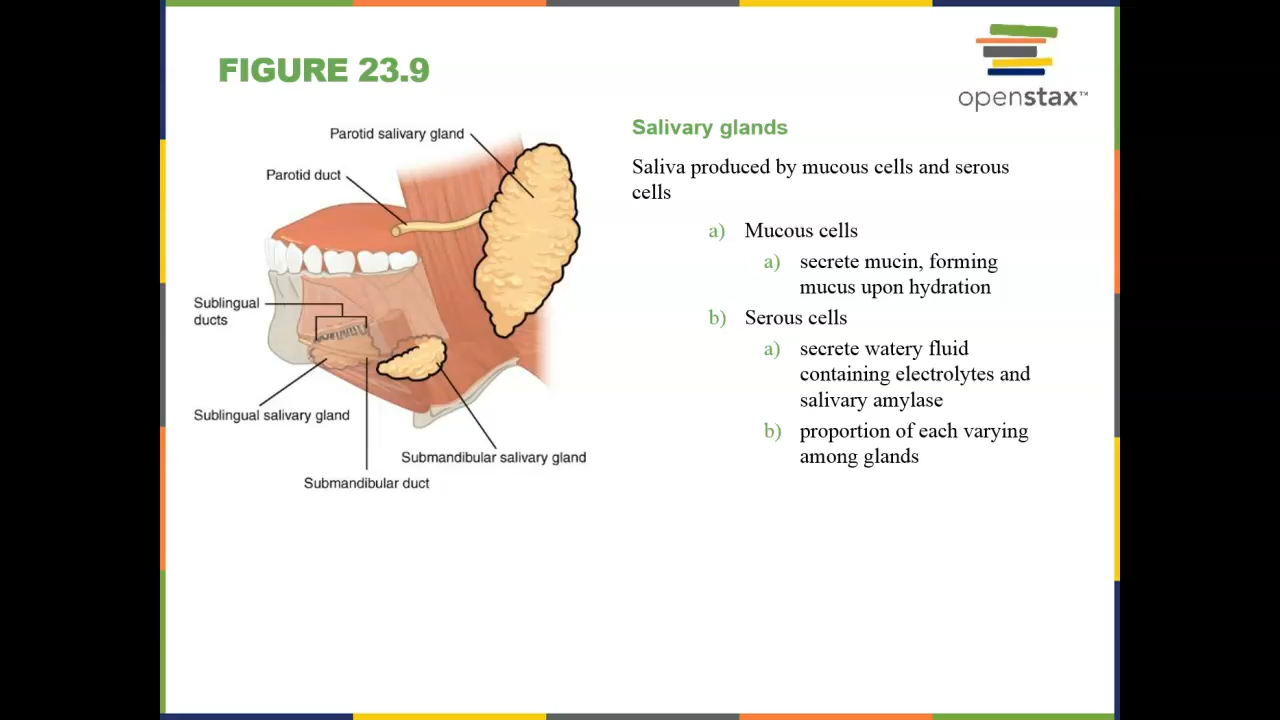 FIGURE 23.9
openstax™
Parotid salivary gland
Parotid duct
Sublingual
ducts
Sublingual salivary gland
Submandibular salivary gland
Submandibular duct
Salivary glands
Saliva produced by mucous cells and serous
cells
a) Mucous cells
a) secrete mucin, forming
mucus upon hydration
b) Serous cells
a) secrete watery fluid
containing electrolytes and
salivary amylase
b) proportion of each varying
among glands